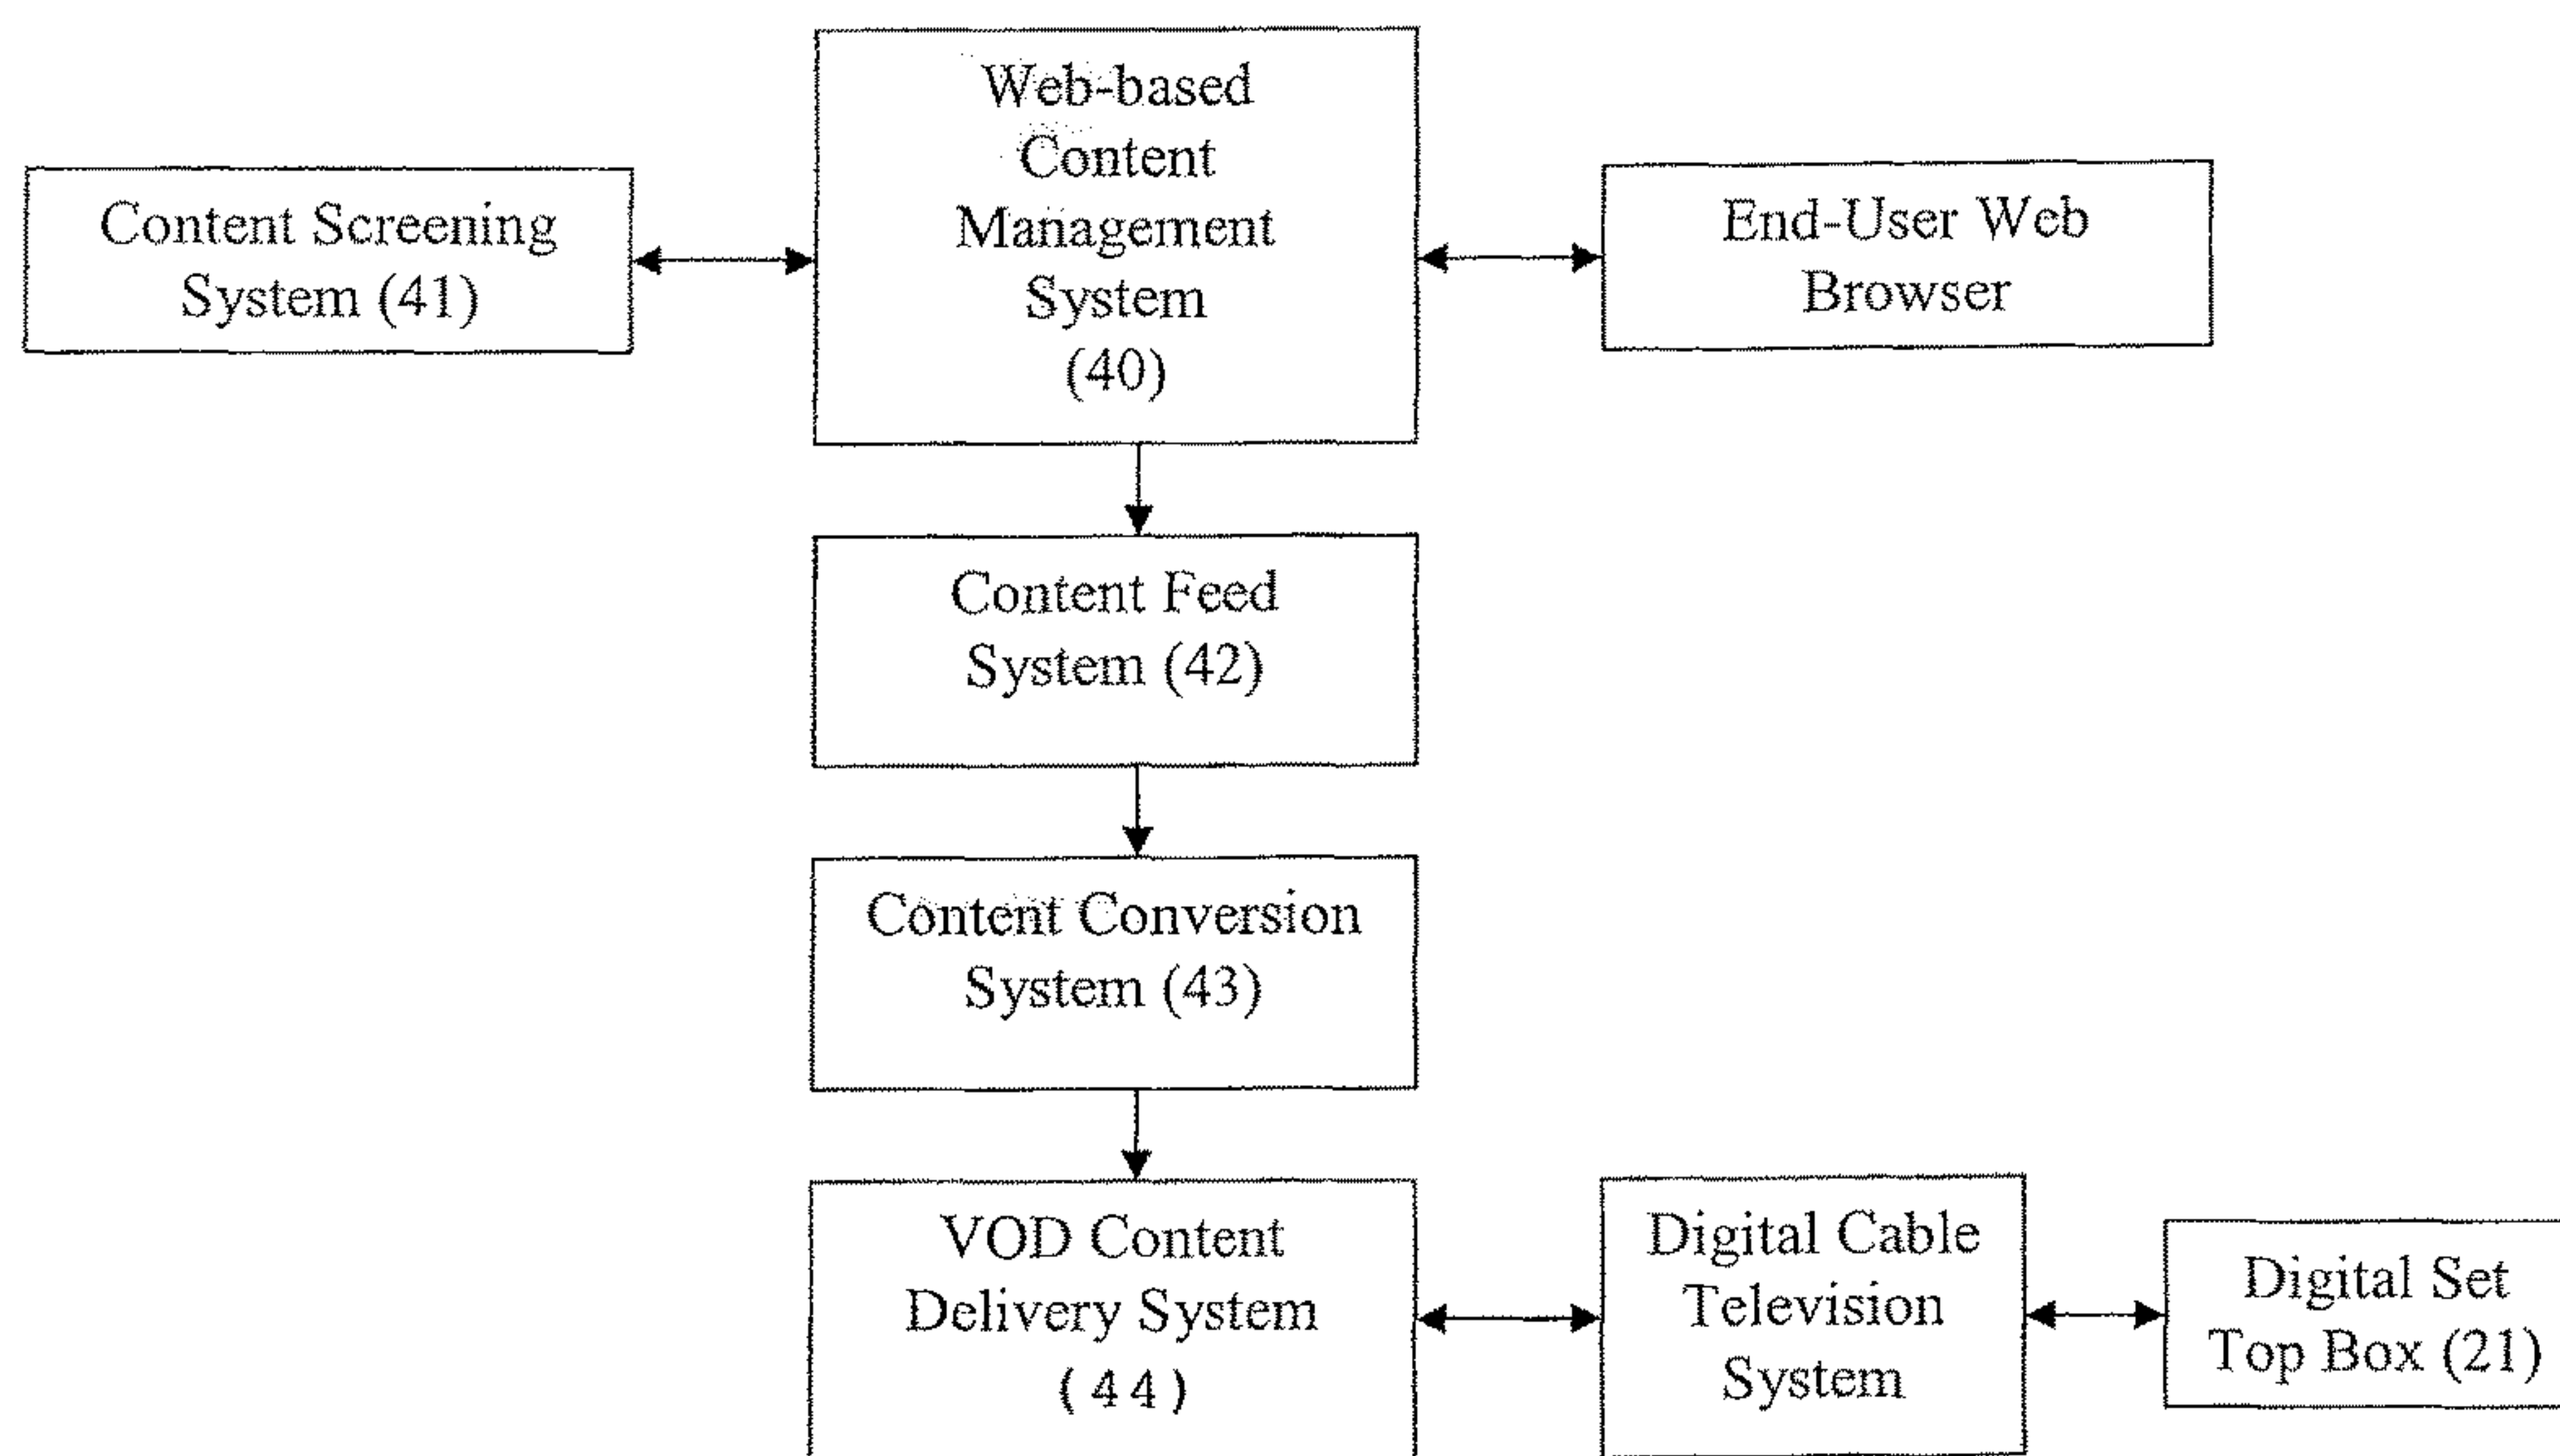 Web-based
Content
Management
System
(40)
Content Screening
System (41)
End-User Web
Browser
Content Feed
System (42)
Content Conversion
System (43)
VOD Content
Delivery System
(44)
Digital Cable
Television
System
Digital Set
Top Box (21)